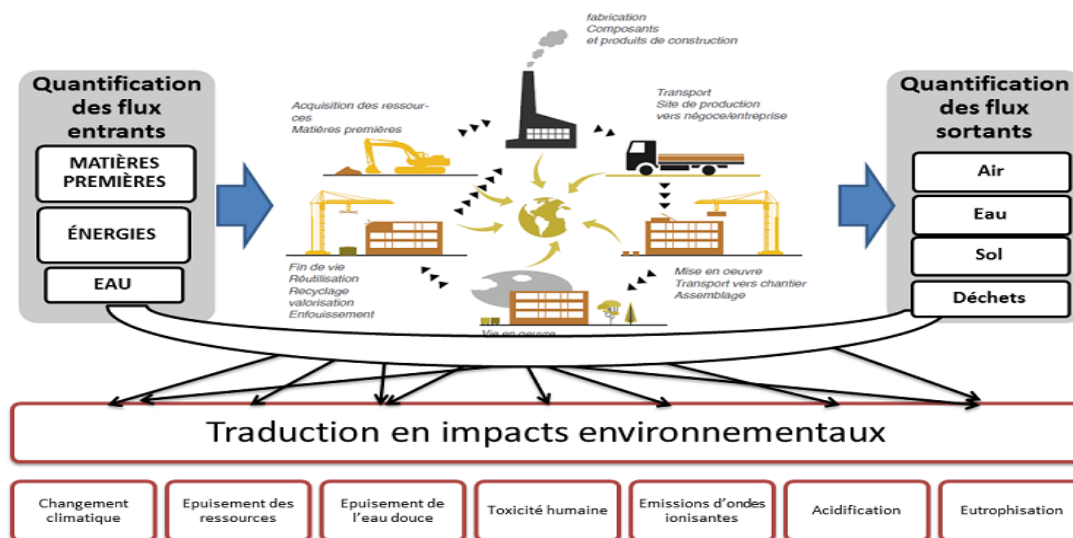 Quantification
des flux
entrants
MATIÈRES
PREMIÈRES
ÉNERGIES
EAU
fabrication
Composants
et produits de construction
Acquisition des ressour-
ces
Matières premières
Transport
Site de production
vers négoce/entreprise
Fin de vie
Réutilisation
Recyclage
valorisation
Enfouissement
Mise en oeuvre
Transport vers chantier
Assemblage
Vie en oeuvre
Quantification
des flux
sortants
Air
Eau
Sol
Déchets
Traduction en impacts environnementaux
Changement
climatique
Epuisement des
ressources
Epuisement de
l'eau douce
Toxicité humaine
Emissions d'ondes
ionisantes
Acidification
Eutrophisation